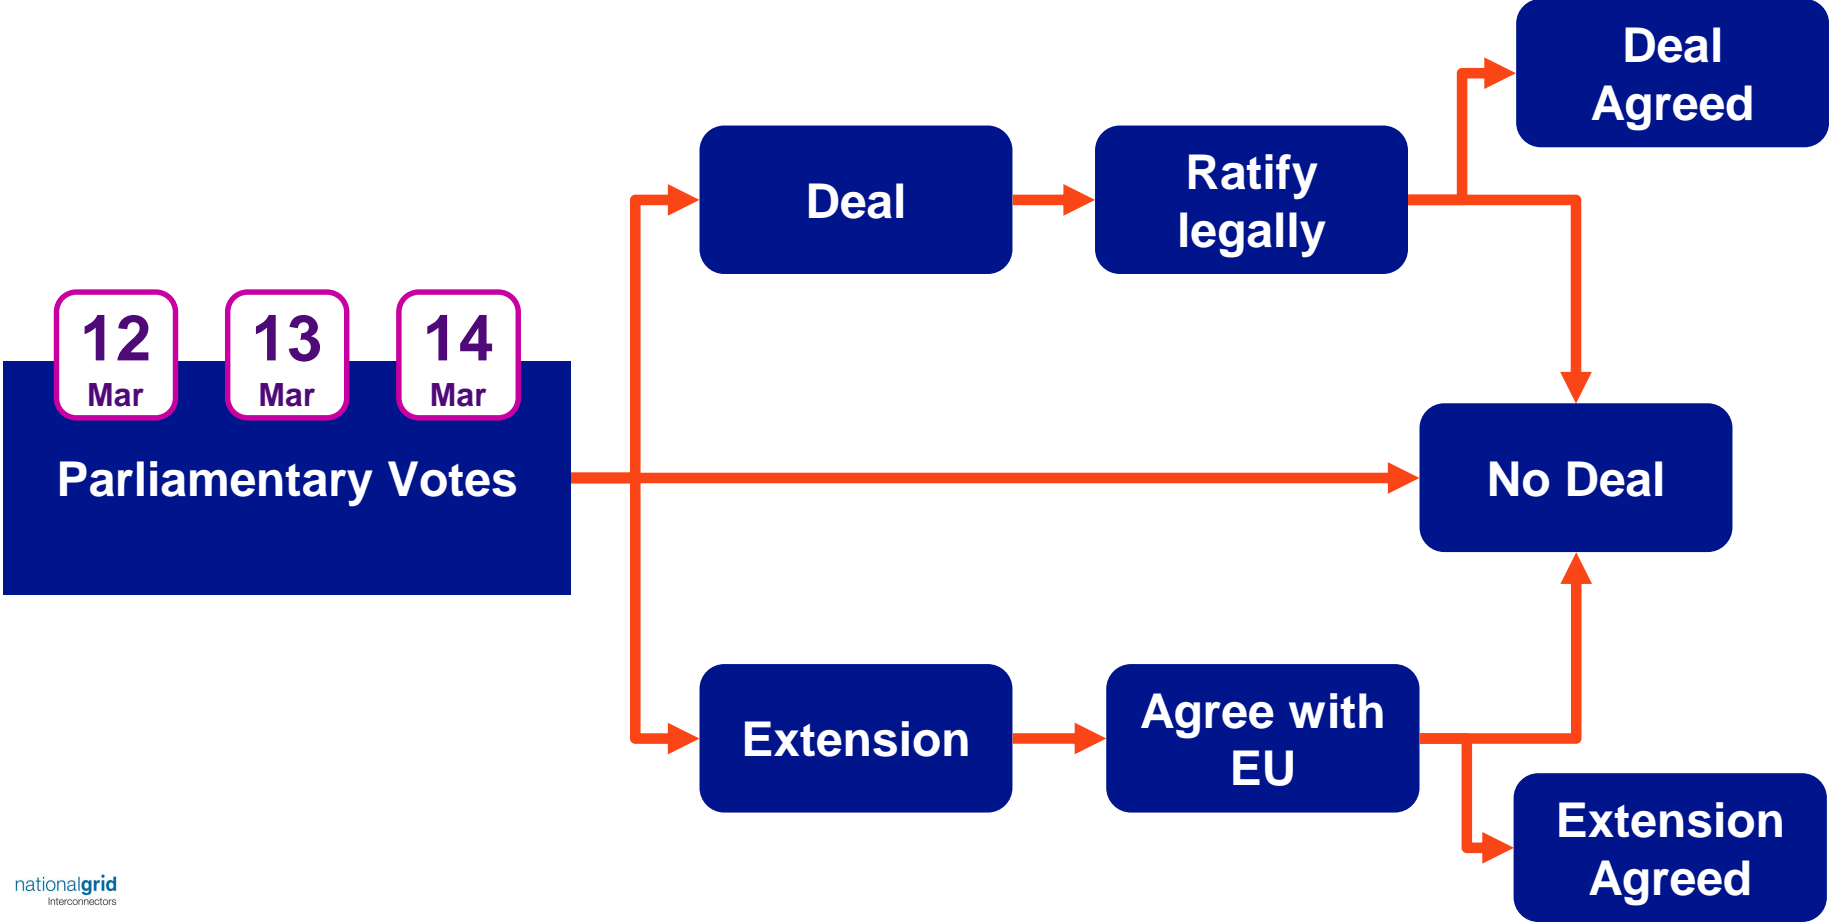 Deal
Agreed
Deal
Ratify
legally
12
Mar
13
Mar
14
Mar
Parliamentary Votes
No Deal
Extension
Agree with
EU
Extension
Agreed
nationalgrid
Interconnectors